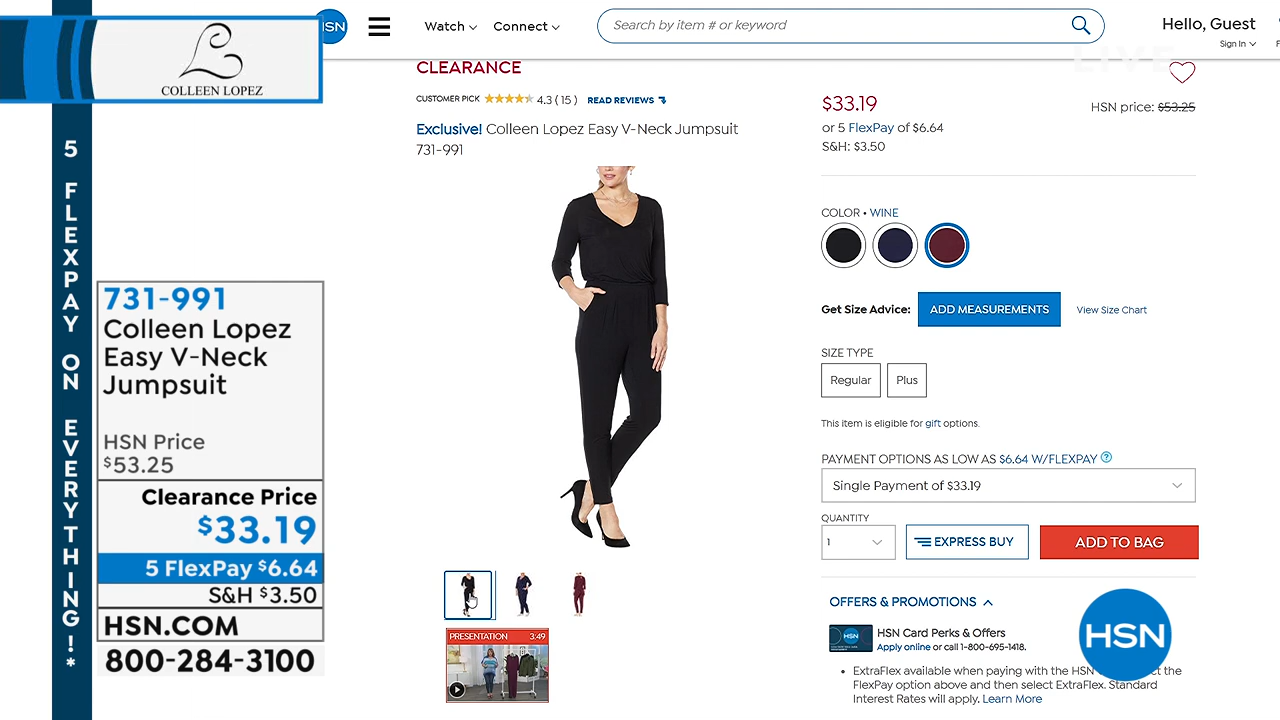 COLLEEN LOPEZ
5 FLEXPAY ON EVERYTHING!*
731-991
Colleen Lopez
Easy V-Neck
Jumpsuit
HSN Price
$53.25
Clearance Price
$33.19
5 FlexPay $6.64
S&H $3.50
HSN.COM
800-284-3100
HSN
Watch
Connect
Search by item # or keyword
Hello, Guest
Sign In
LIVE
CLEARANCE
CUSTOMER PICK 4.3 ( 15 ) READ REVIEWS
Exclusive! Colleen Lopez Easy V-Neck Jumpsuit
731-991
PRESENTATION 3:49
$33.19
HSN price: $53.25
or 5 FlexPay of $6.64
S&H: $3.50
COLOR • WINE
Get Size Advice: ADD MEASUREMENTS View Size Chart
SIZE TYPE
Regular Plus
This item is eligible for gift options.
PAYMENT OPTIONS AS LOW AS $6.64 W/FLEXPAY ?
Single Payment of $33.19
QUANTITY
1 EXPRESS BUY ADD TO BAG
OFFERS & PROMOTIONS
HSN HSN Card Perks & Offers
Apply online or call 1-800-695-1418.
• ExtraFlex available when paying with the HSN the
FlexPay option above and then select ExtraFlex. Standard
Interest Rates will apply. Learn More
HSN